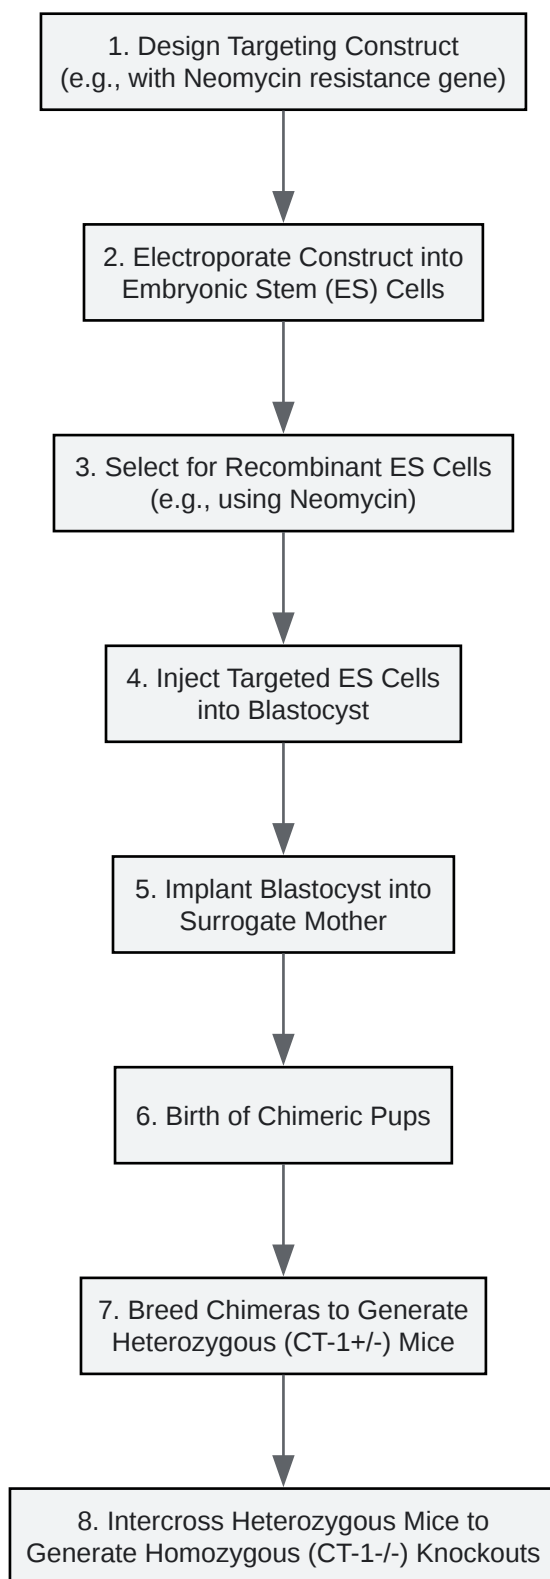 1. Design Targeting Construct
(e.g., with Neomycin resistance gene)
2. Electroporate Construct into
Embryonic Stem (ES) Cells
3. Select for Recombinant ES Cells
(e.g., using Neomycin)
4. Inject Targeted ES Cells
into Blastocyst
5. Implant Blastocyst into
Surrogate Mother
6. Birth of Chimeric Pups
7. Breed Chimeras to Generate
Heterozygous (CT-1+/-) Mice
8. Intercross Heterozygous Mice to
Generate Homozygous (CT-1-/-) Knockouts